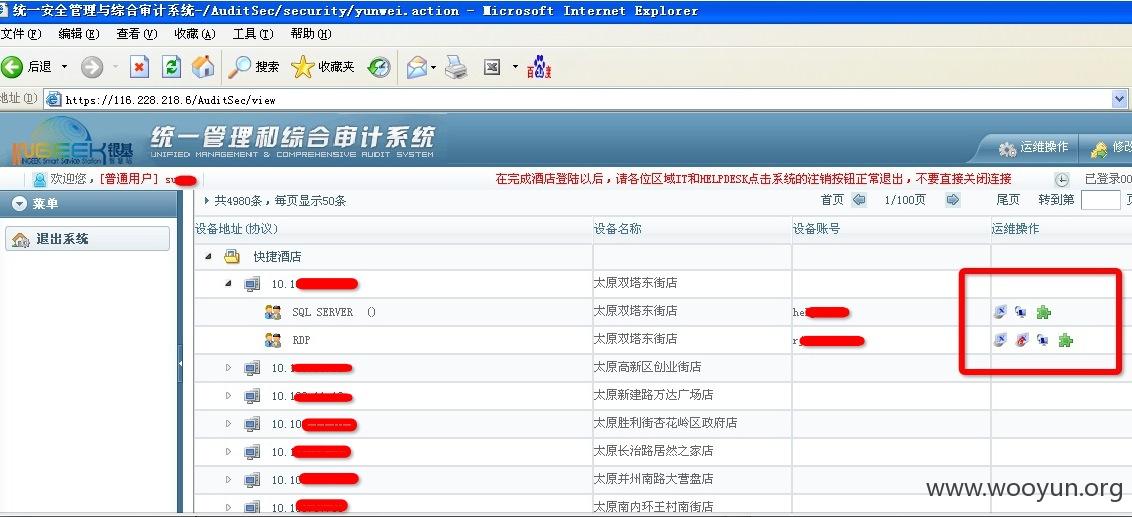 统一安全管理与综合审计系统-/AuditSec/security/yunwei.action - Microsoft Internet Explorer
文件(F) 编辑(E) 查看(V) 收藏(A) 工具(T) 帮助(H)
后退 搜索 收藏夹 百度
地址(D) https://116.228.218.6/AuditSec/view
INGEEK 银基 统一管理和综合审计系统
INGEEK Smart Service Station UNIFIED MANAGEMENT & COMPREHENSIVE AUDIT SYSTEM
运维操作 修改
欢迎您，[普通用户] su 在完成酒店登陆以后，请各位区域IT和HELPDESK点击系统的注销按钮正常退出，不要直接关闭连接 已登录00
菜单 共4980条，每页显示50条 首页 1/100页 尾页 转到第
退出系统
设备地址(协议) 设备名称 设备账号 运维操作
快捷酒店
10.1 太原双塔东街店
SQL SERVER () 太原双塔东街店 he
RDP 太原双塔东街店 r
10. 太原高新区创业街店
10. 太原新建路万达广场店
10. 太原胜利街杏花岭区政府店
10. 太原长治路居然之家店
10.10 太原并州南路大营盘店
10. 太原南内环王村南街店
www.wooyun.org